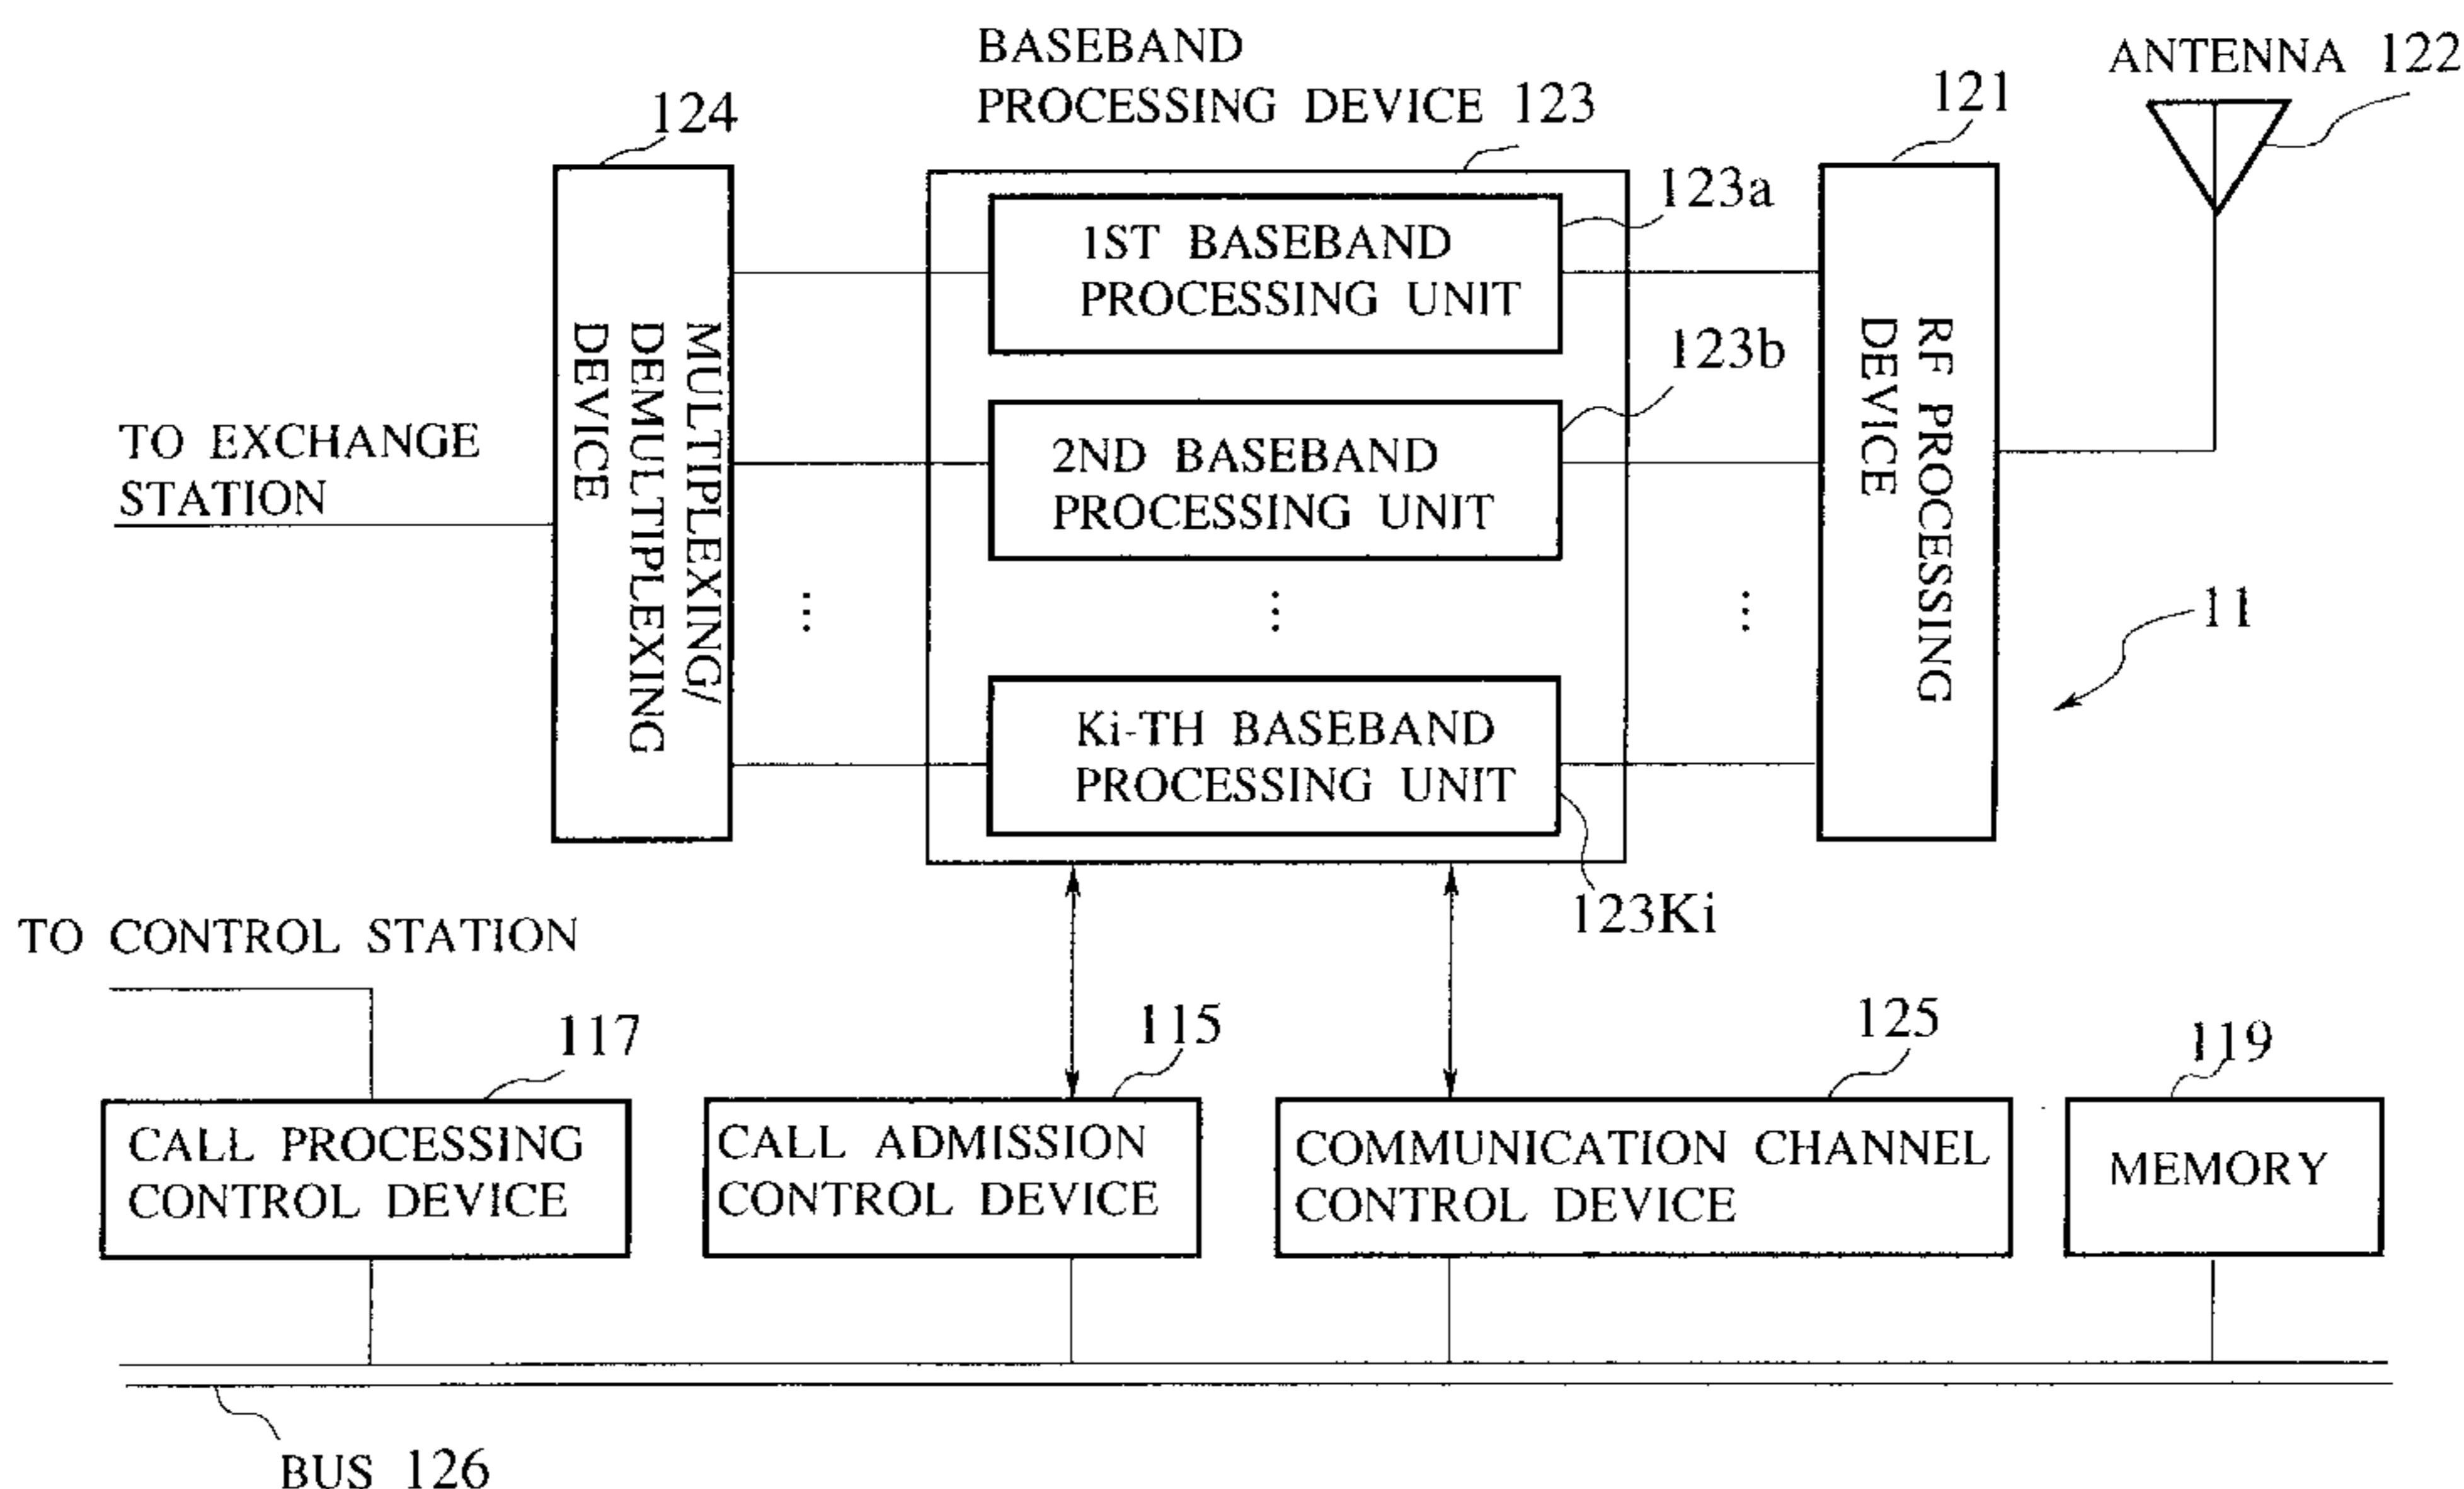 BASEBAND
PROCESSING DEVICE 123
ANTENNA 122
124
121
123a
1ST BASEBAND
PROCESSING UNIT
123b
2ND BASEBAND
PROCESSING UNIT
MULTIPLEXING/
DEMULTIPLEXING
DEVICE
RF PROCESSING
DEVICE
TO EXCHANGE
STATION
11
Ki-TH BASEBAND
PROCESSING UNIT
123Ki
TO CONTROL STATION
117
115
125
119
CALL PROCESSING
CONTROL DEVICE
CALL ADMISSION
CONTROL DEVICE
COMMUNICATION CHANNEL
CONTROL DEVICE
MEMORY
BUS 126